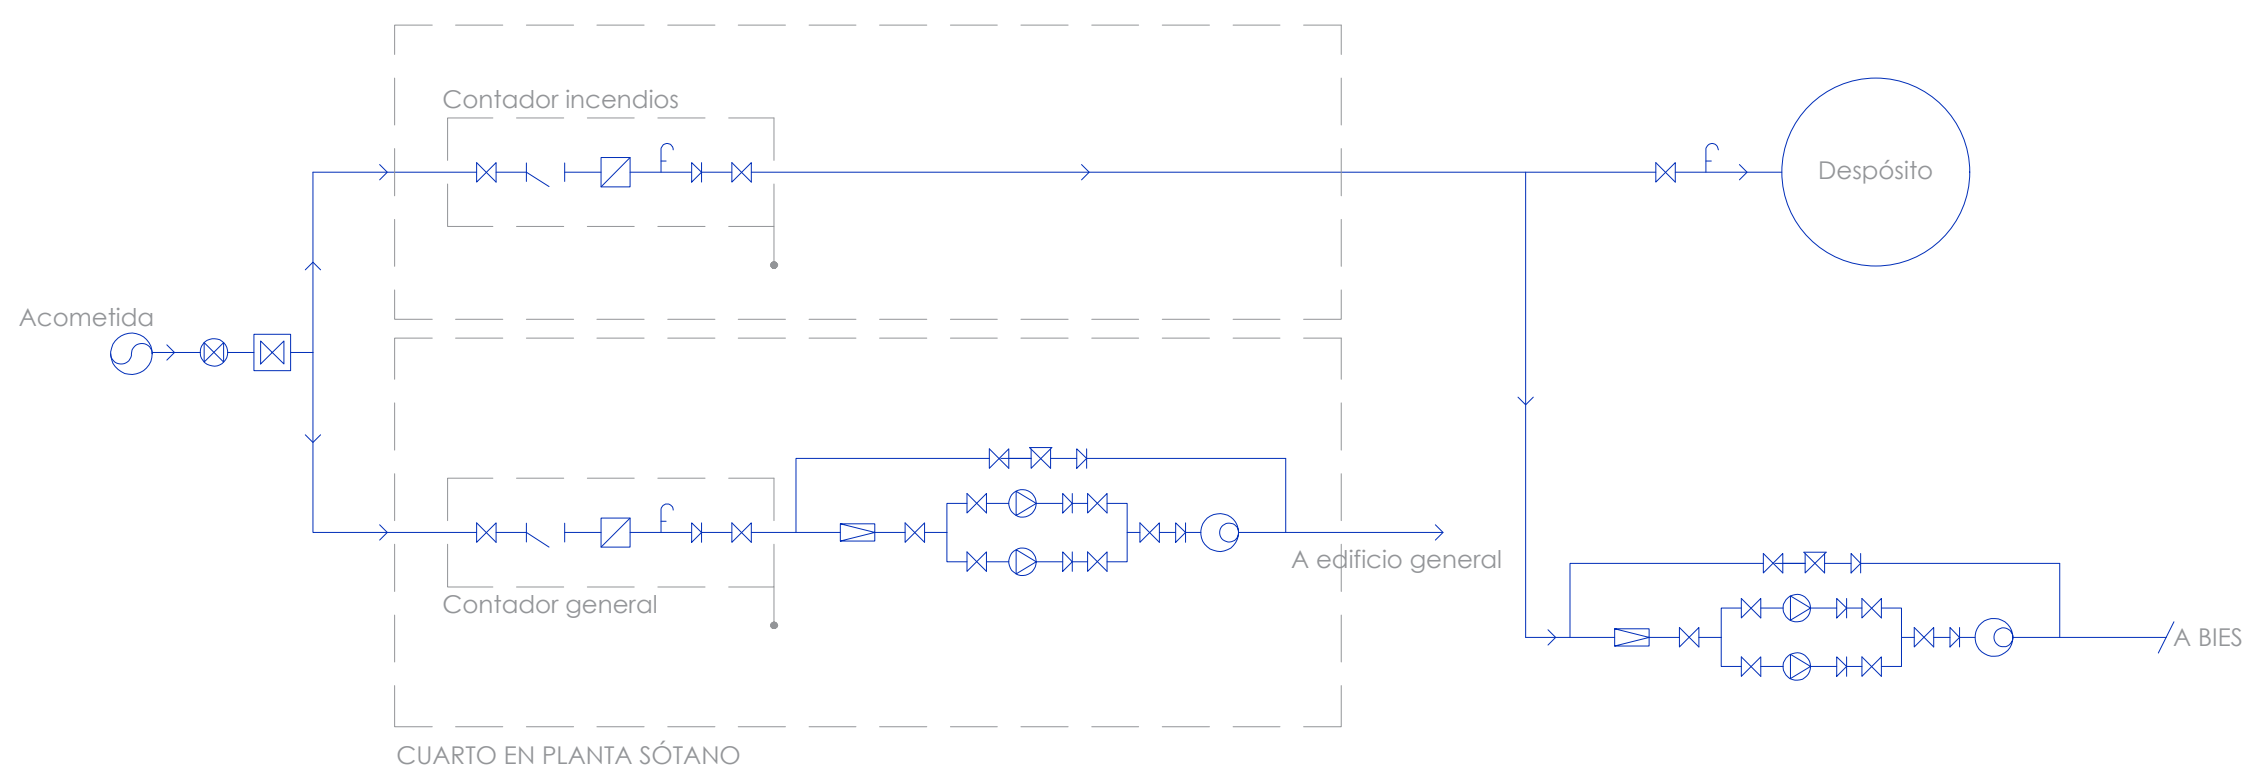 Contador incendios
Despósito
Acometida
A edificio general
Contador general
A BIES
CUARTO EN PLANTA SÓTANO